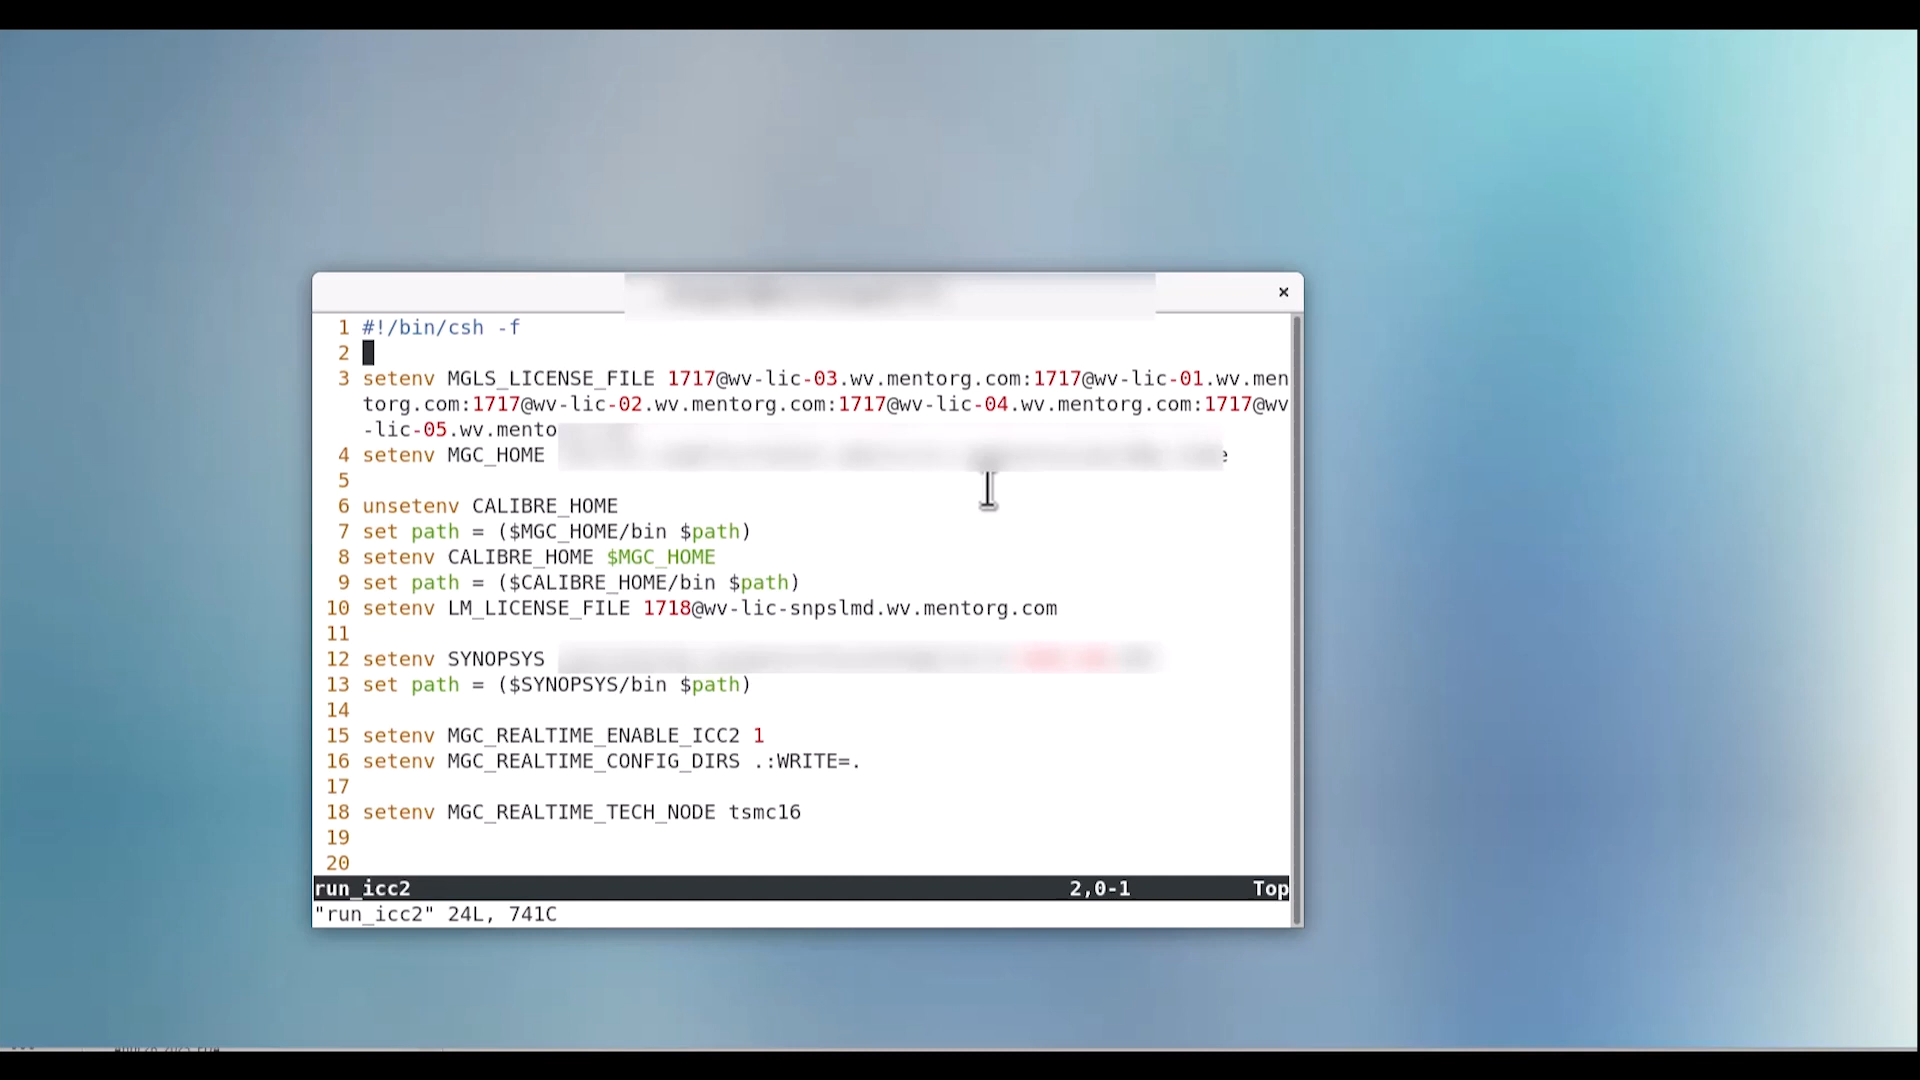 ×
1 #!/bin/csh -f
2
3 setenv MGLS_LICENSE_FILE 1717@wv-lic-03.wv.mentorg.com:1717@wv-lic-01.wv.men
torg.com:1717@wv-lic-02.wv.mentorg.com:1717@wv-lic-04.wv.mentorg.com:1717@wv
-lic-05.wv.mento
4 setenv MGC_HOME
5
6 unsetenv CALIBRE_HOME
7 set path = ($MGC_HOME/bin $path)
8 setenv CALIBRE_HOME $MGC_HOME
9 set path = ($CALIBRE_HOME/bin $path)
10 setenv LM_LICENSE_FILE 1718@wv-lic-snpslmd.wv.mentorg.com
11
12 setenv SYNOPSYS
13 set path = ($SYNOPSYS/bin $path)
14
15 setenv MGC_REALTIME_ENABLE_ICC2 1
16 setenv MGC_REALTIME_CONFIG_DIRS .:WRITE=.
17
18 setenv MGC_REALTIME_TECH_NODE tsmc16
19
20
run_icc2 2,0-1 Top
"run_icc2" 24L, 741C